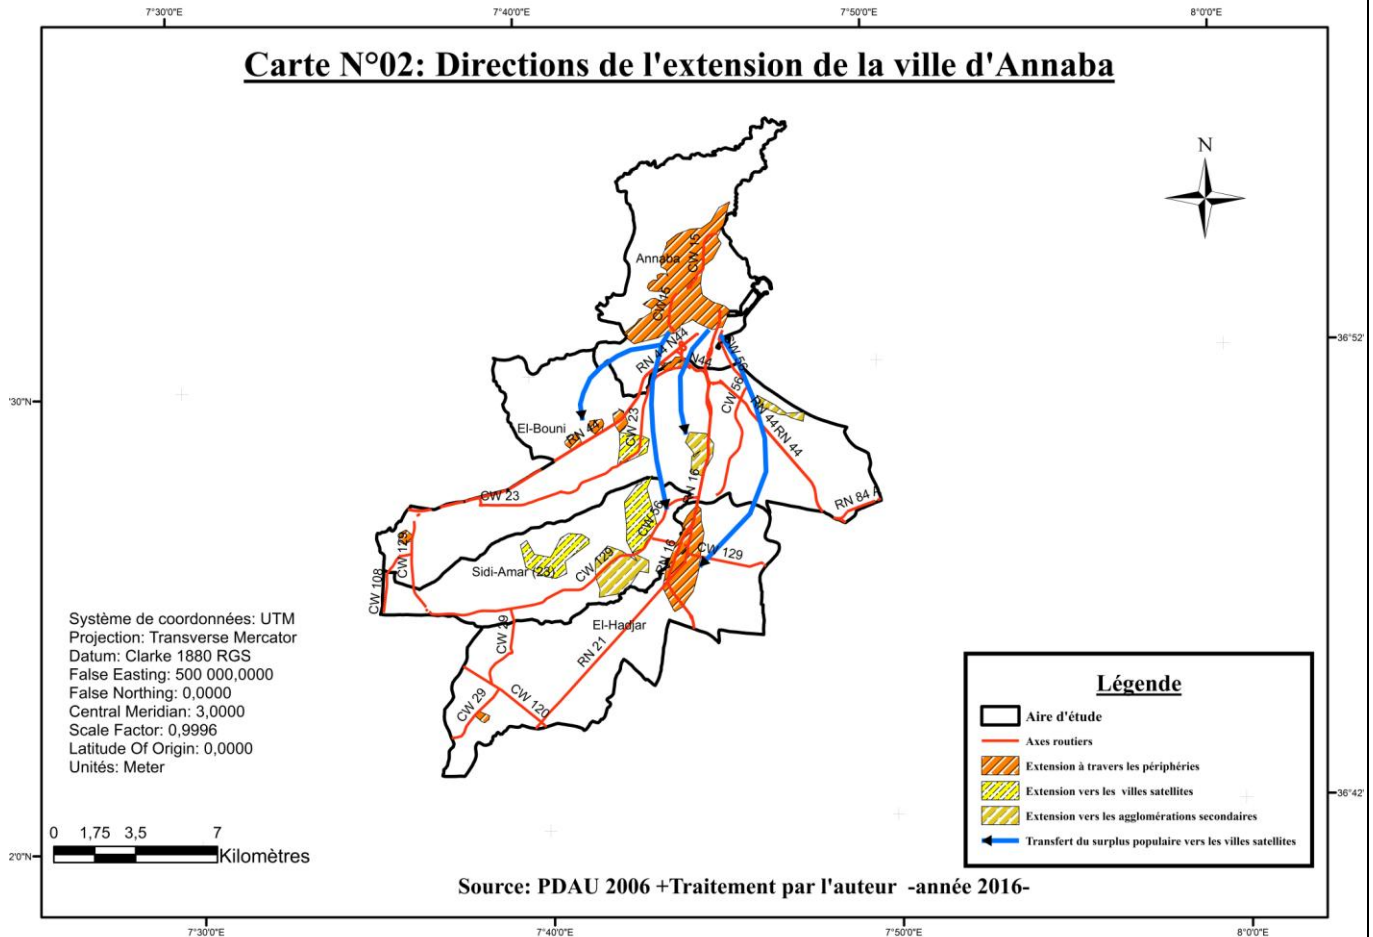 7°30'0"E
7°40'0"E
7°50'0"E
8°0'0"E
Carte N°02: Directions de l'extension de la ville d'Annaba
N
CW 15
Annaba
CW15
36°52'
RN 44 N44
N44
CW 56
'30"N
CW 56
El-Bouni
RN 44
CW 23
RN 44
RN 44
CW 23
RN 16
RN 84 A
CW 56
CW 129
RN 16
CW 129
CW 129
Sidi-Amar (23)
CW 108
El-Hadjar
CW 29
RN 21
CW 29
CW 120
Système de coordonnées: UTM
Projection: Transverse Mercator
Datum: Clarke 1880 RGS
False Easting: 500 000,0000
False Northing: 0,0000
Central Meridian: 3,0000
Scale Factor: 0,9996
Latitude Of Origin: 0,0000
Unités: Meter
Légende
Aire d'étude
Axes routiers
Extension à travers les périphéries
Extension vers les villes satellites
Extension vers les agglomérations secondaires
Transfert du surplus populaire vers les villes satellites
36°42'
0 1,75 3,5 7
Kilomètres
2'0"N
Source: PDAU 2006 +Traitement par l'auteur -année 2016-
7°30'0"E
7°40'0"E
7°50'0"E
8°0'0"E